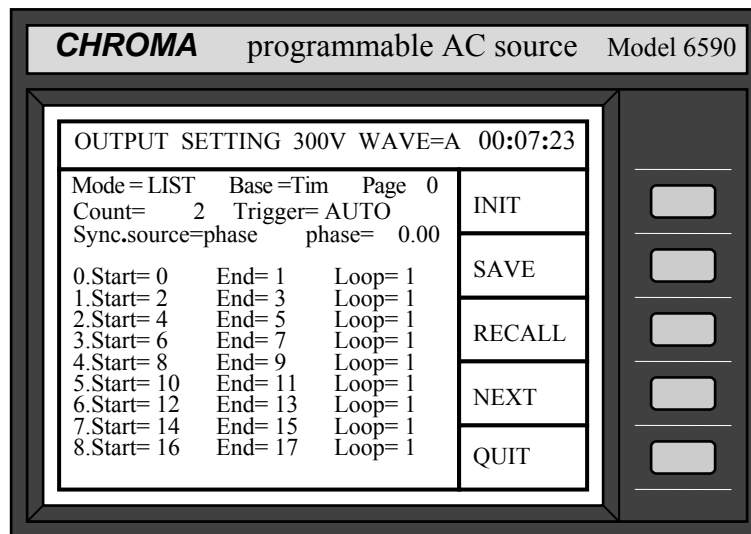 CHROMA programmable AC source Model 6590
OUTPUT SETTING 300V WAVE=A 00:07:23
Mode = LIST Base =Tim Page 0
Count= 2 Trigger= AUTO
Sync.source=phase phase= 0.00
0.Start= 0 End= 1 Loop= 1
1.Start= 2 End= 3 Loop= 1
2.Start= 4 End= 5 Loop= 1
3.Start= 6 End= 7 Loop= 1
4.Start= 8 End= 9 Loop= 1
5.Start= 10 End= 11 Loop= 1
6.Start= 12 End= 13 Loop= 1
7.Start= 14 End= 15 Loop= 1
8.Start= 16 End= 17 Loop= 1
INIT
SAVE
RECALL
NEXT
QUIT